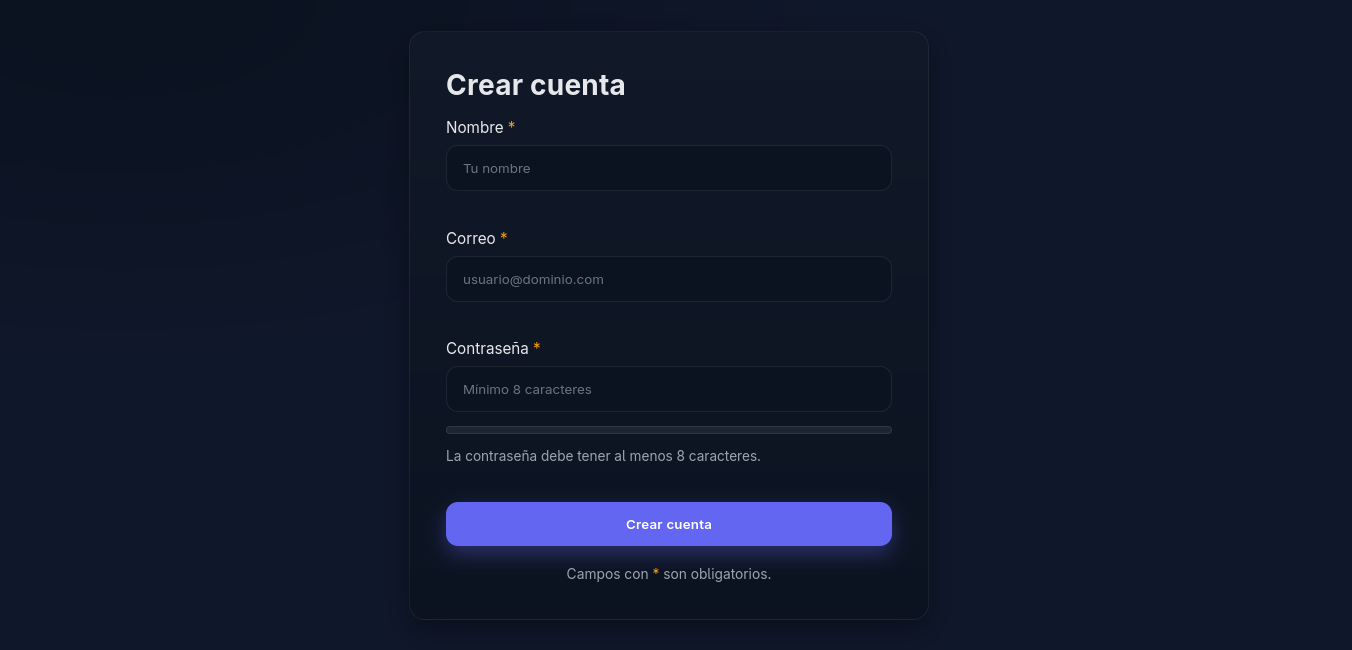 Crear cuenta
Nombre *
Tu nombre
Correo *
usuario@dominio.com
Contraseña *
Mínimo 8 caracteres
La contraseña debe tener al menos 8 caracteres.
Crear cuenta
Campos con * son obligatorios.